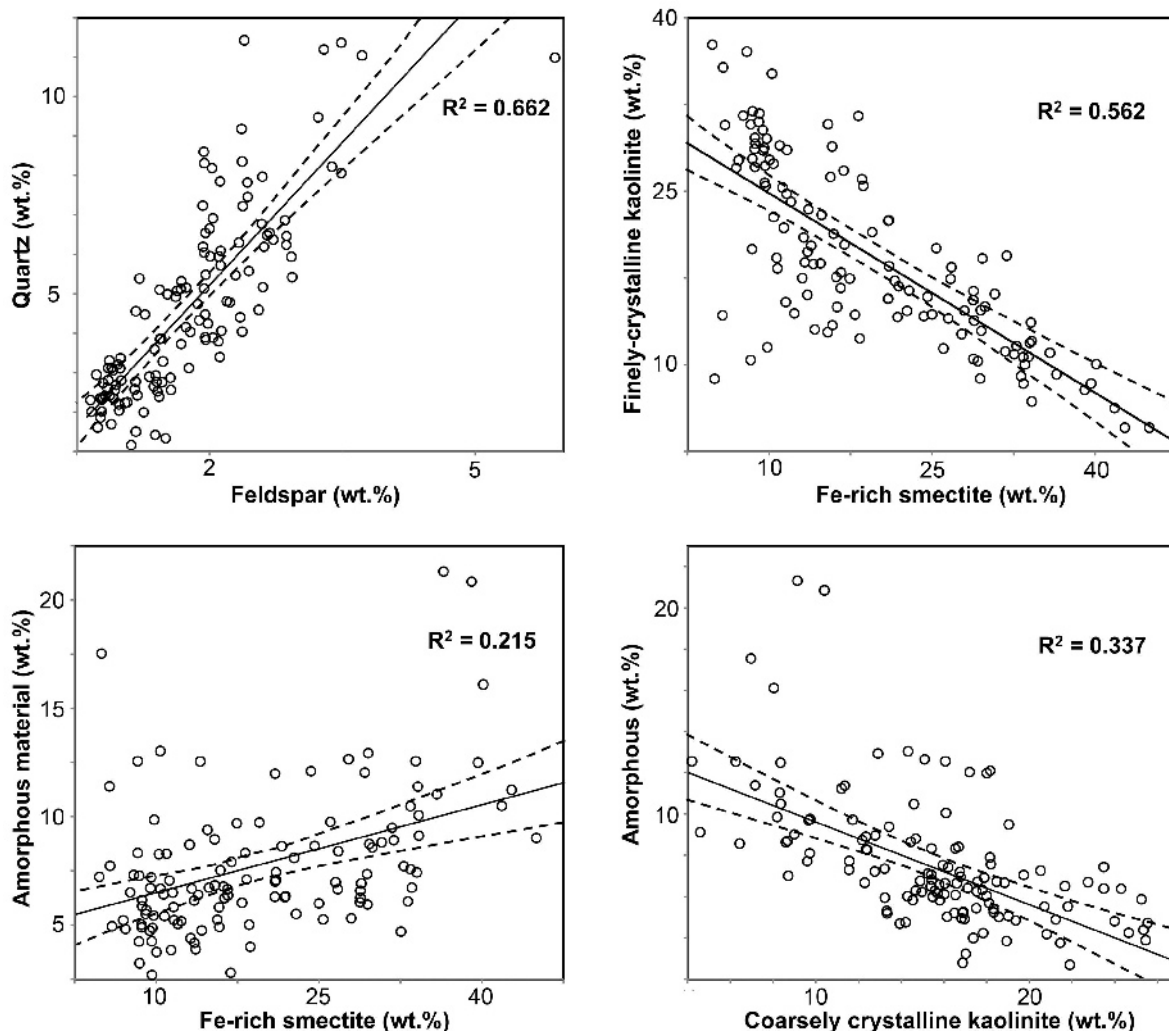 10
5
Quartz (wt.%)
R² = 0.662
2
5
Feldspar (wt.%)
40
25
10
Finely-crystalline kaolinite (wt.%)
R² = 0.562
10
25
40
Fe-rich smectite (wt.%)
20
15
10
5
Amorphous material (wt.%)
R² = 0.215
10
25
40
Fe-rich smectite (wt.%)
20
10
Amorphous (wt.%)
R² = 0.337
10
20
Coarsely crystalline kaolinite (wt.%)